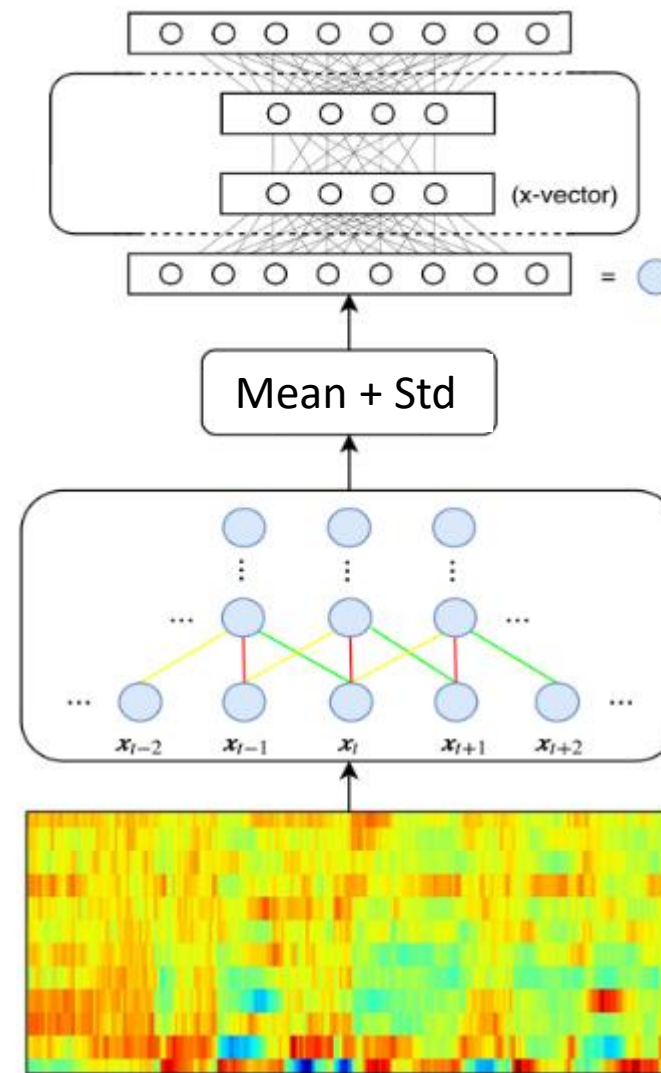 (x-vector)
=
Mean + Std
... ... ...
... ...
... ...
x_{t-2} x_{t-1} x_t x_{t+1} x_{t+2}